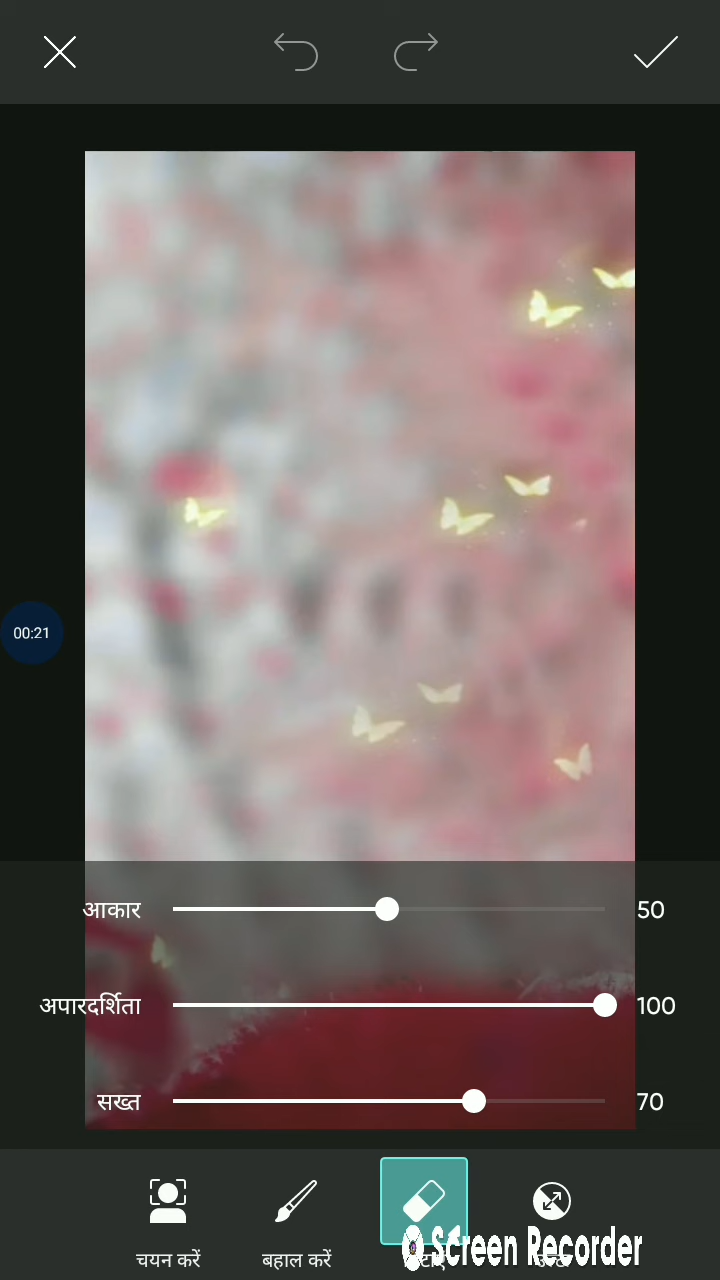 00:21
आकार 50
अपारदर्शिता 100
सख्त 70
चयन करें बहाल करें
Screen Recorder